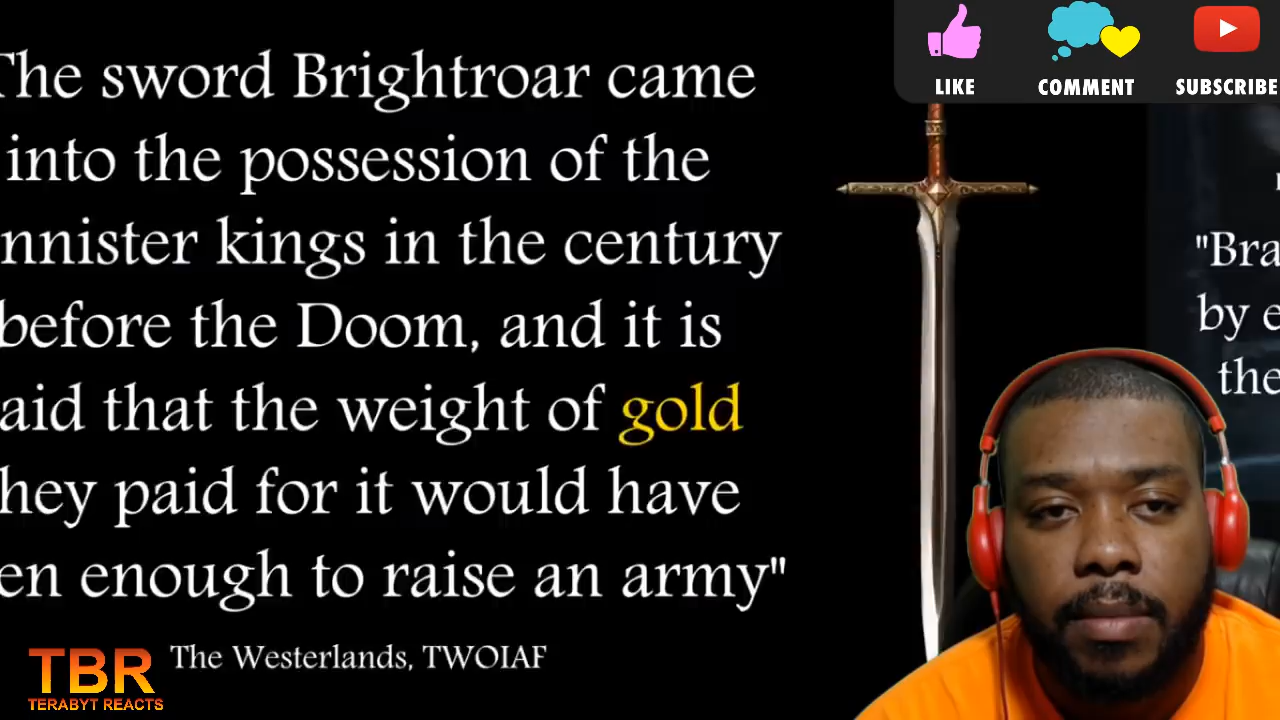 The sword Brightroar came
into the possession of the
nnister kings in the century
before the Doom, and it is
aid that the weight of gold
hey paid for it would have
en enough to raise an army"
The Westerlands, TWOIAF
LIKE
COMMENT
SUBSCRIBE
"Bra
by e
the
TBR
TERABYT REACTS